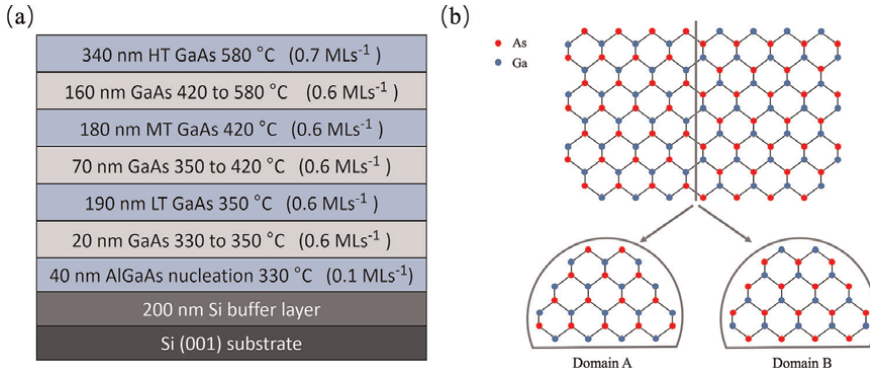 (a)
340 nm HT GaAs 580 °C (0.7 MLs⁻¹)
160 nm GaAs 420 to 580 °C (0.6 MLs⁻¹ )
180 nm MT GaAs 420 °C (0.6 MLs⁻¹ )
70 nm GaAs 350 to 420 °C (0.6 MLs⁻¹ )
190 nm LT GaAs 350 °C (0.6 MLs⁻¹ )
20 nm GaAs 330 to 350 °C (0.6 MLs⁻¹ )
40 nm AlGaAs nucleation 330 °C (0.1 MLs⁻¹)
200 nm Si buffer layer
Si (001) substrate
(b)
As
Ga
Domain A
Domain B